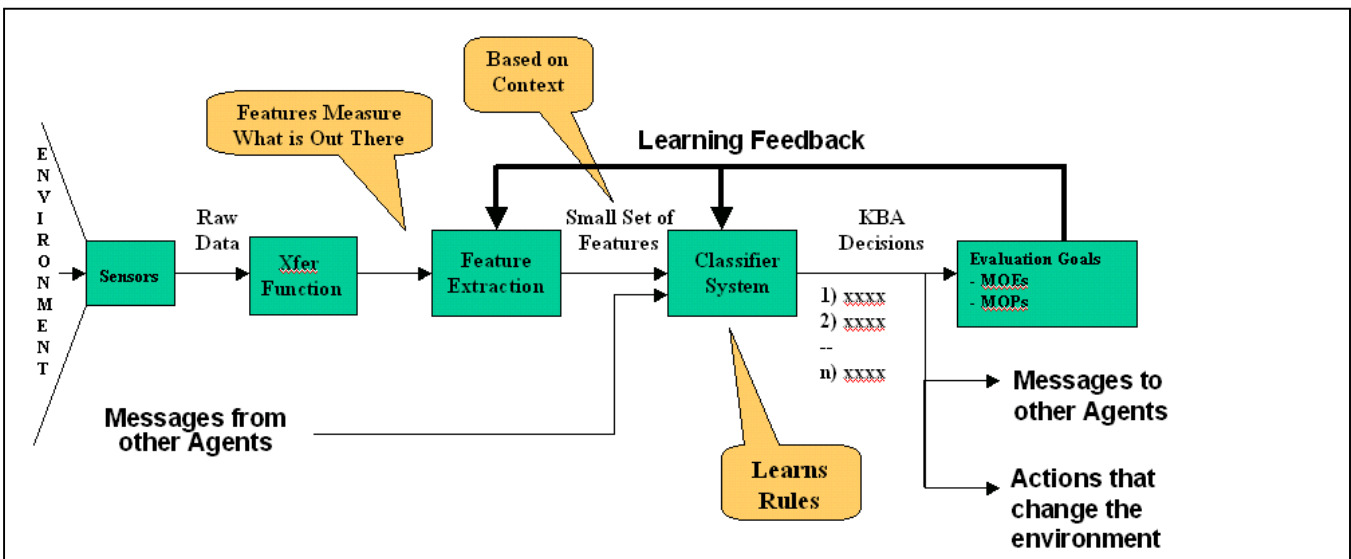 Based on
Context
Features Measure
What is Out There
Learning Feedback
ENVIRONMENT
Raw
Data
Small Set of
Features
KBA
Decisions
Sensors
Xfer
Function
Feature
Extraction
Classifier
System
Evaluation Goals
- MOEs
- MOPs
1) xxxx
2) xxxx
--
n) xxxx
Messages from
other Agents
Messages to
other Agents
Learns
Rules
Actions that
change the
environment